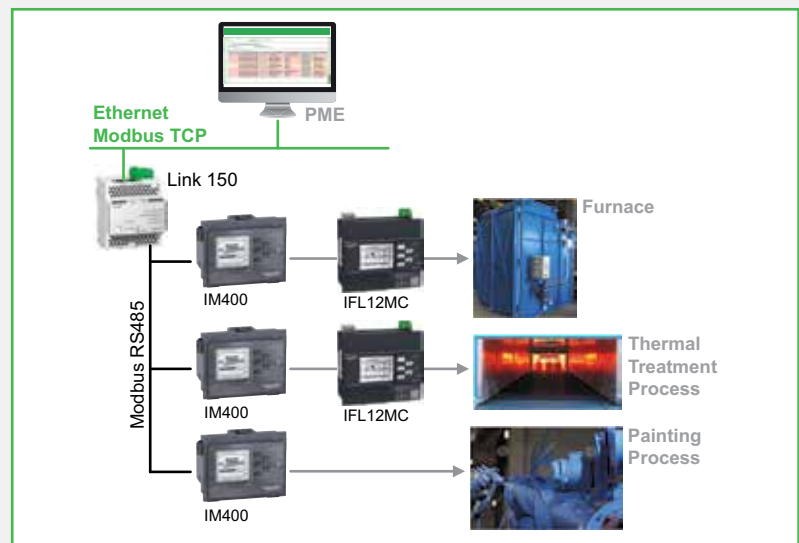 PME
Ethernet
Modbus TCP
Link 150
Modbus RS485
IM400
IFL12MC
Furnace
IM400
IFL12MC
Thermal
Treatment
Process
IM400
Painting
Process